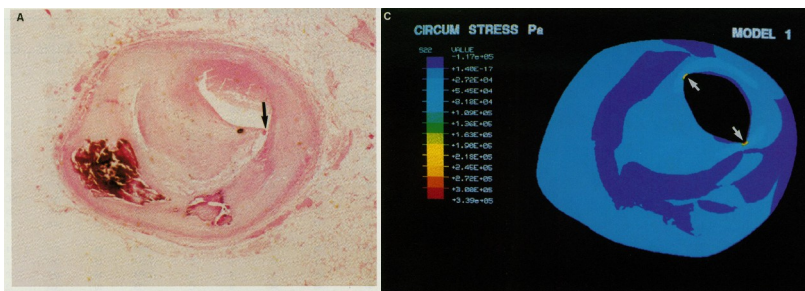 A
C
CIRCUM STRESS Pa
MODEL 1
S22 VALUE
-1.17e+05
+1.40E-17
+2.72E+04
+5.45E+04
+8.18E+04
+1.09E+05
+1.36E+05
+1.63E+05
+1.90E+05
+2.18E+05
+2.45E+05
+2.72E+05
+3.00E+05
+3.39e+05